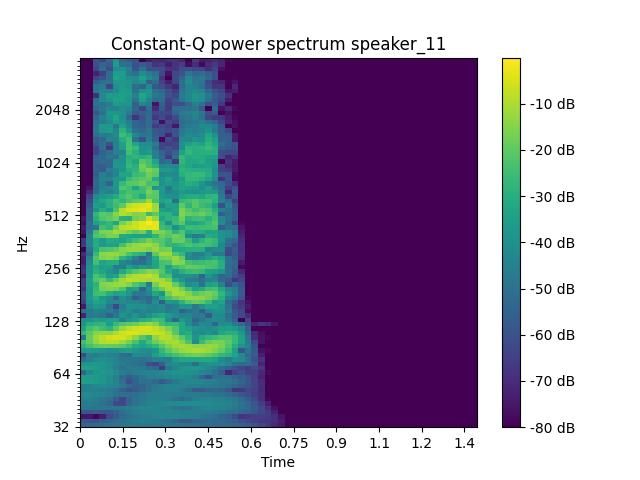 Constant-Q power spectrum speaker_11
Hz
2048
1024
512
256
128
64
32
0 0.15 0.3 0.45 0.6 0.75 0.9 1.1 1.2 1.4
Time
-10 dB
-20 dB
-30 dB
-40 dB
-50 dB
-60 dB
-70 dB
-80 dB